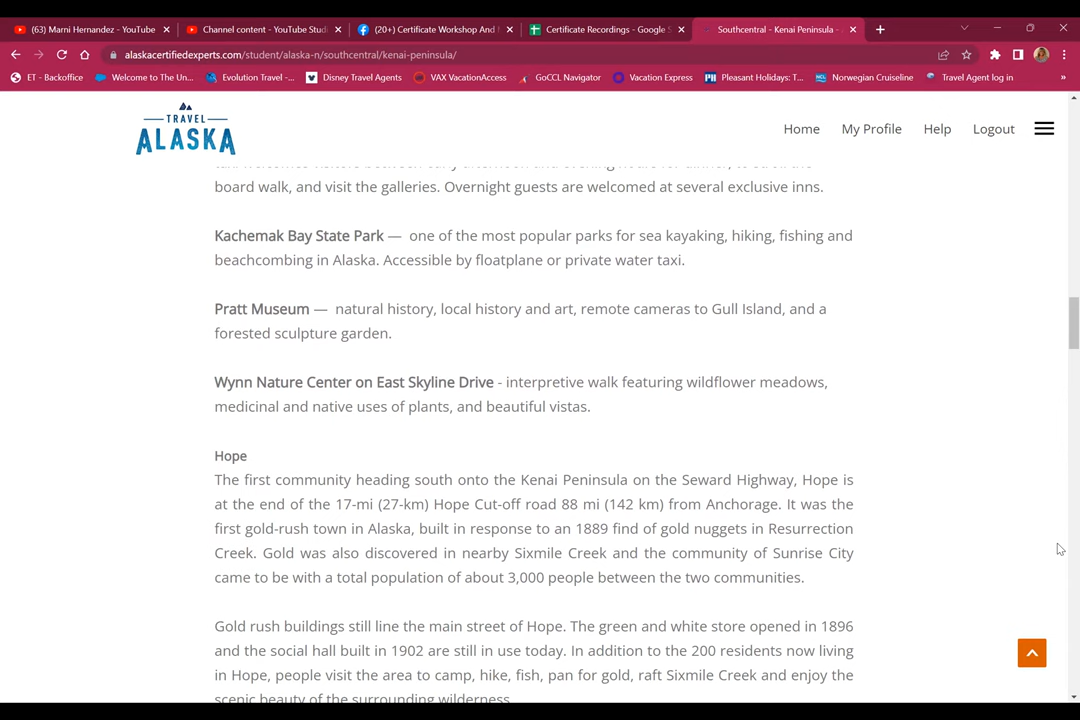 (63) Marni Hernandez - YouTube
Channel content - YouTube Studi
(20+) Certificate Workshop And
Certificate Recordings - Google S
Southcentral - Kenai Peninsula -
alaskacertifiedexperts.com/student/alaska-n/southcentral/kenai-peninsula/
ET - Backoffice
Welcome to The Un...
Evolution Travel -...
Disney Travel Agents
VAX VacationAccess
GoCCL Navigator
Vacation Express
Pleasant Holidays: T...
Norwegian Cruiseline
Travel Agent log in
TRAVEL
ALASKA
Home
My Profile
Help
Logout
board walk, and visit the galleries. Overnight guests are welcomed at several exclusive inns.
Kachemak Bay State Park — one of the most popular parks for sea kayaking, hiking, fishing and
beachcombing in Alaska. Accessible by floatplane or private water taxi.
Pratt Museum — natural history, local history and art, remote cameras to Gull Island, and a
forested sculpture garden.
Wynn Nature Center on East Skyline Drive - interpretive walk featuring wildflower meadows,
medicinal and native uses of plants, and beautiful vistas.
Hope
The first community heading south onto the Kenai Peninsula on the Seward Highway, Hope is
at the end of the 17-mi (27-km) Hope Cut-off road 88 mi (142 km) from Anchorage. It was the
first gold-rush town in Alaska, built in response to an 1889 find of gold nuggets in Resurrection
Creek. Gold was also discovered in nearby Sixmile Creek and the community of Sunrise City
came to be with a total population of about 3,000 people between the two communities.
Gold rush buildings still line the main street of Hope. The green and white store opened in 1896
and the social hall built in 1902 are still in use today. In addition to the 200 residents now living
in Hope, people visit the area to camp, hike, fish, pan for gold, raft Sixmile Creek and enjoy the
scenic beauty of the surrounding wilderness.